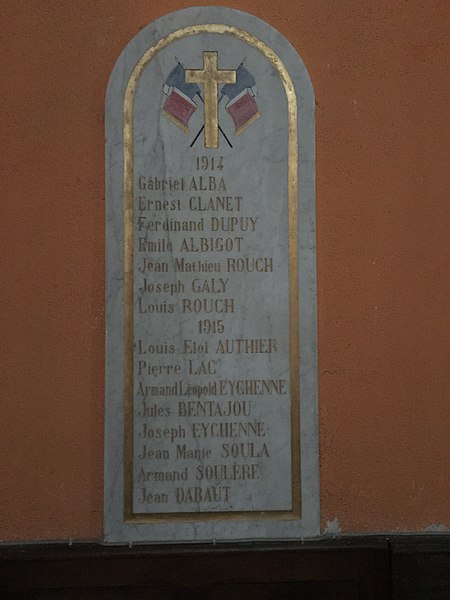 1914
Gabriel ALBA
Ernest CLANET
Ferdinand DUPUY
Emile ALBIGOT
Jean Mathieu ROUCH
Joseph GALY
Louis ROUCH
1915
Louis Eloi AUTHIER
Pierre LAC
Armand Léopold EYCHENNE
Jules BENTAJOU
Joseph EYCHENNE
Jean Marie SOULA
Armand SOULÈRE
Jean DABAUT